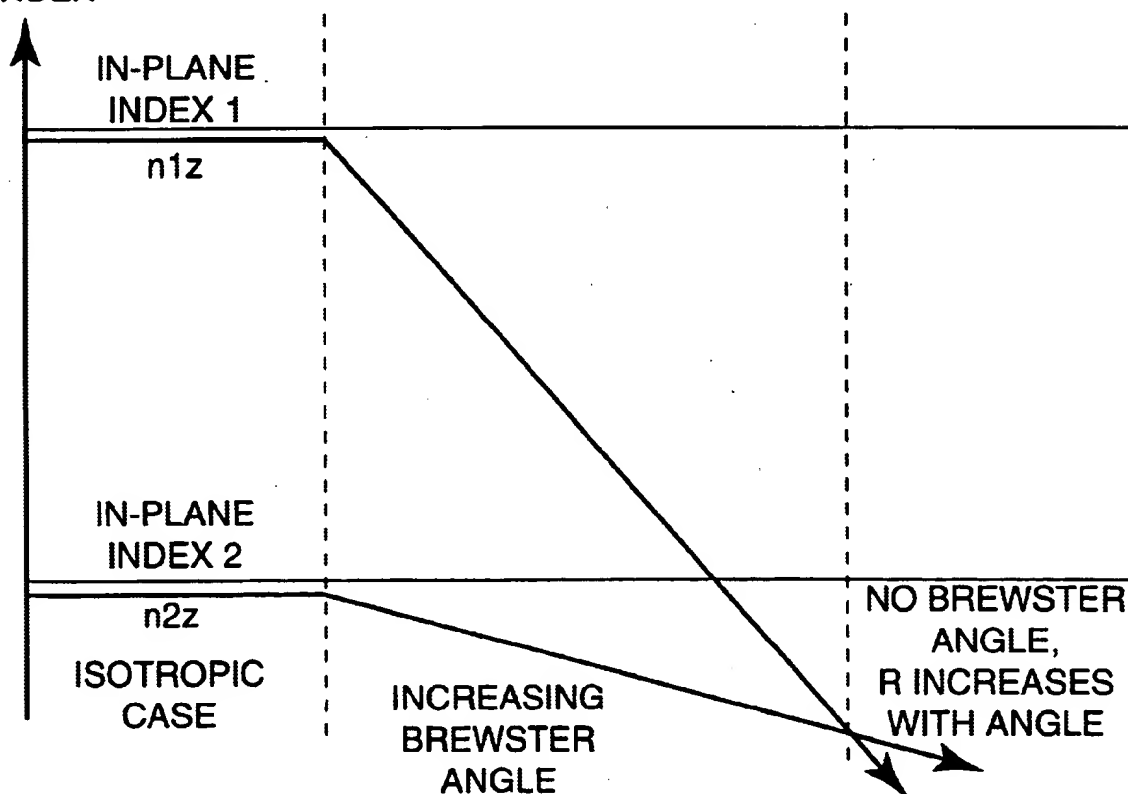 IN-PLANE
INDEX 1
n1z
IN-PLANE
INDEX 2
n2z
ISOTROPIC
CASE
INCREASING
BREWSTER
ANGLE
NO BREWSTER
ANGLE,
R INCREASES
WITH ANGLE